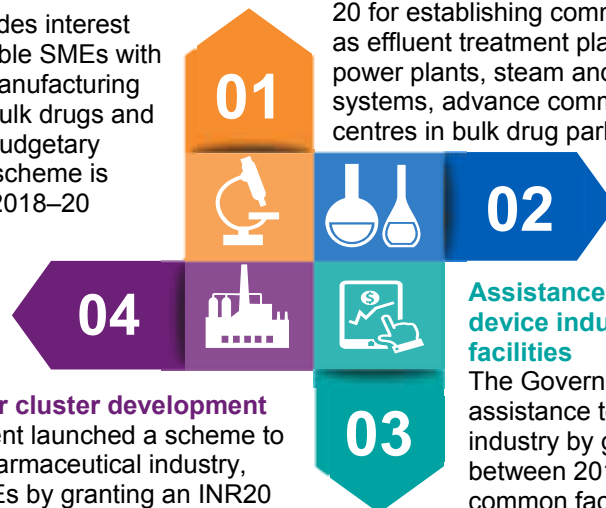 des interest
ble SMEs with
anufacturing
ulk drugs and
udgetary
scheme is
2018–20
01
20 for establishing comm
as effluent treatment pla
power plants, steam and
systems, advance comm
centres in bulk drug parl
02
04
Assistance
device indu
facilities
The Govern
assistance t
industry by g
between 201
common fac
03
r cluster development
ent launched a scheme to
armaceutical industry,
Es by granting an INR20
$